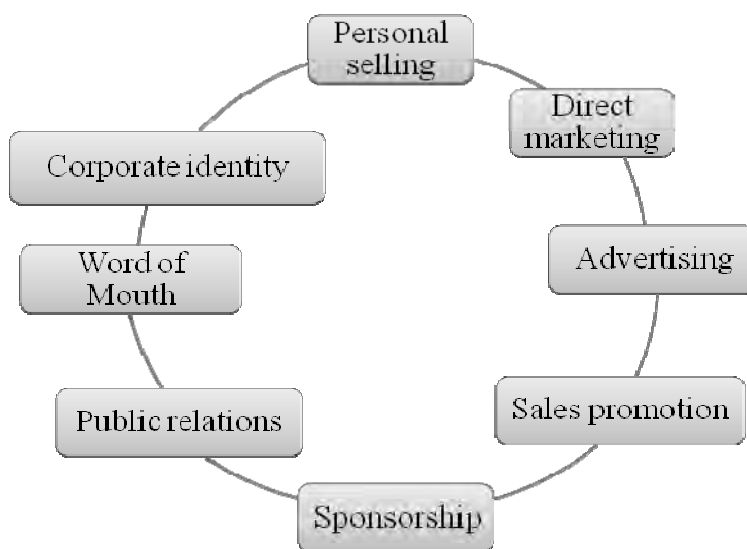 Personal
selling
Direct
marketing
Advertising
Sales promotion
Sponsorship
Public relations
Word of
Mouth
Corporate identity